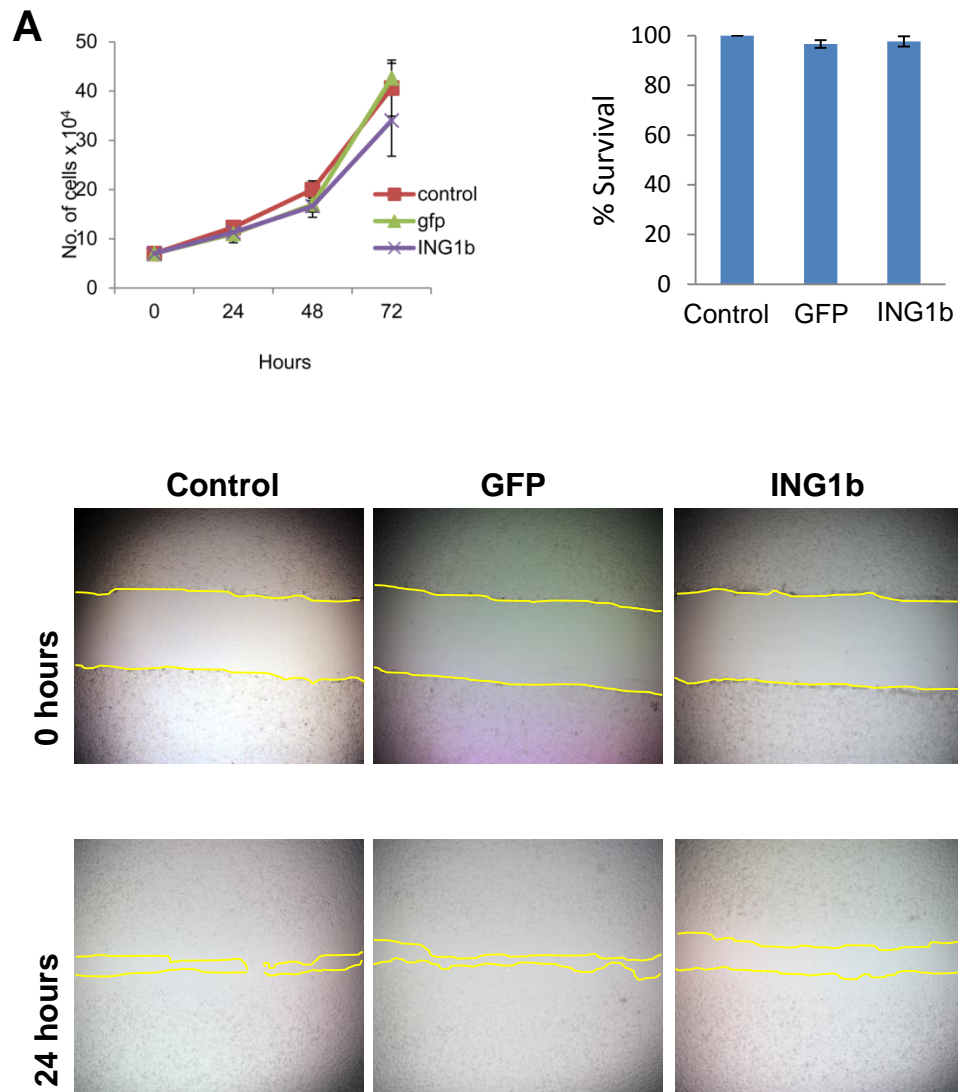 A
No. of cells x 10⁴
50
40
30
20
10
0
0 24 48 72
Hours
control
gfp
ING1b
% Survival
100
80
60
40
20
0
Control GFP ING1b
Control GFP ING1b
0 hours
24 hours